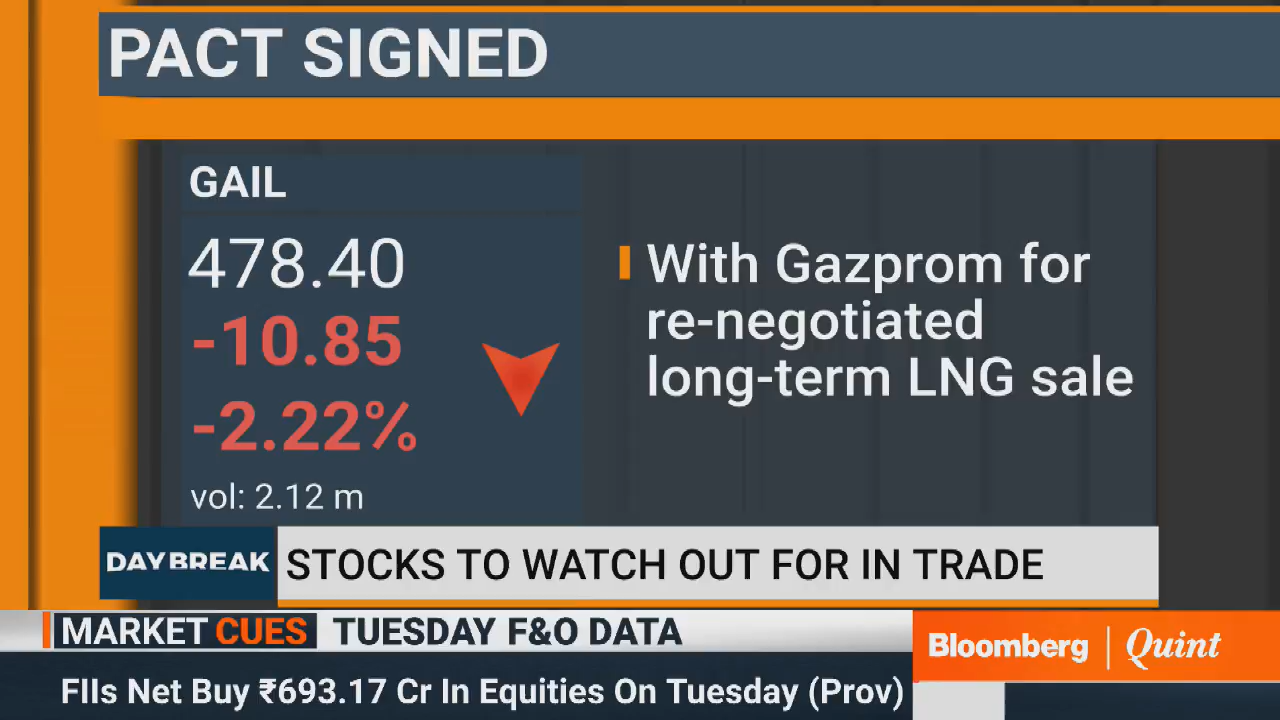 PACT SIGNED
GAIL
478.40
-10.85
-2.22%
vol: 2.12 m
With Gazprom for
re-negotiated
long-term LNG sale
DAYBREAK
STOCKS TO WATCH OUT FOR IN TRADE
MARKET CUES TUESDAY F&O DATA
Bloomberg | Quint
FIIs Net Buy ₹693.17 Cr In Equities On Tuesday (Prov)